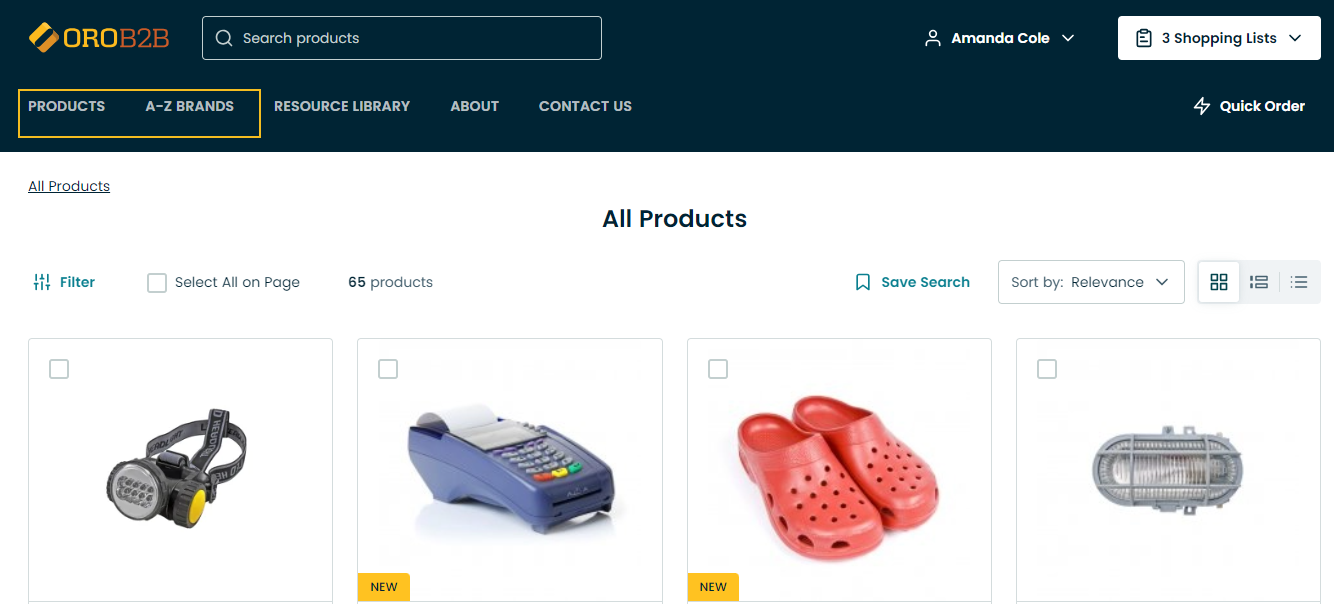 OROB2B
Search products
Amanda Cole
3 Shopping Lists
PRODUCTS A-Z BRANDS RESOURCE LIBRARY ABOUT CONTACT US
Quick Order
All Products
All Products
Filter
Select All on Page
65 products
Save Search
Sort by: Relevance
NEW
NEW